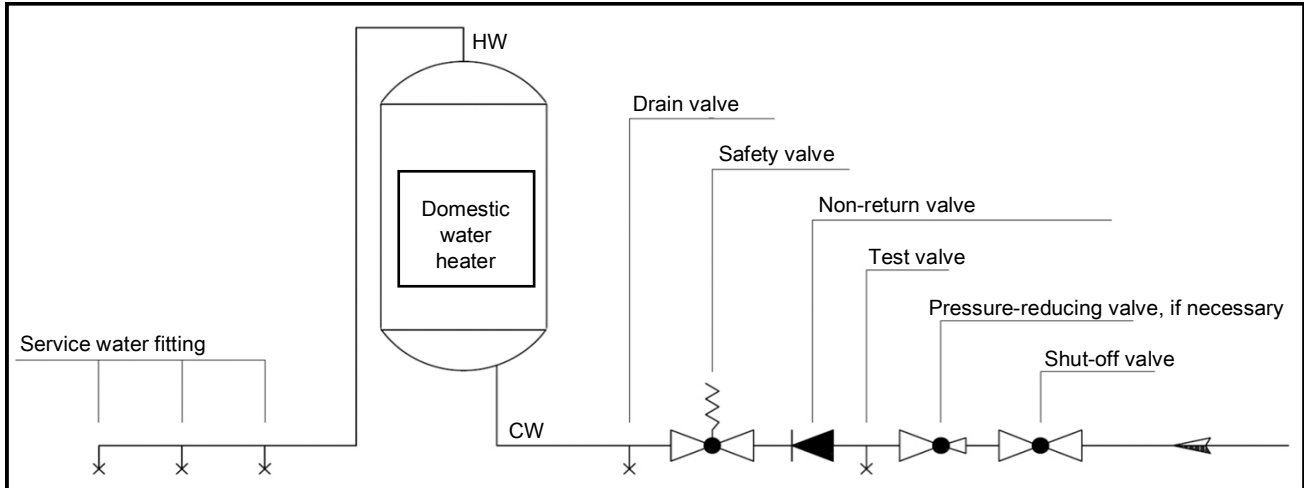 HW
Drain valve
Safety valve
Non-return valve
Domestic
water
heater
Test valve
Pressure-reducing valve, if necessary
Service water fitting
Shut-off valve
CW